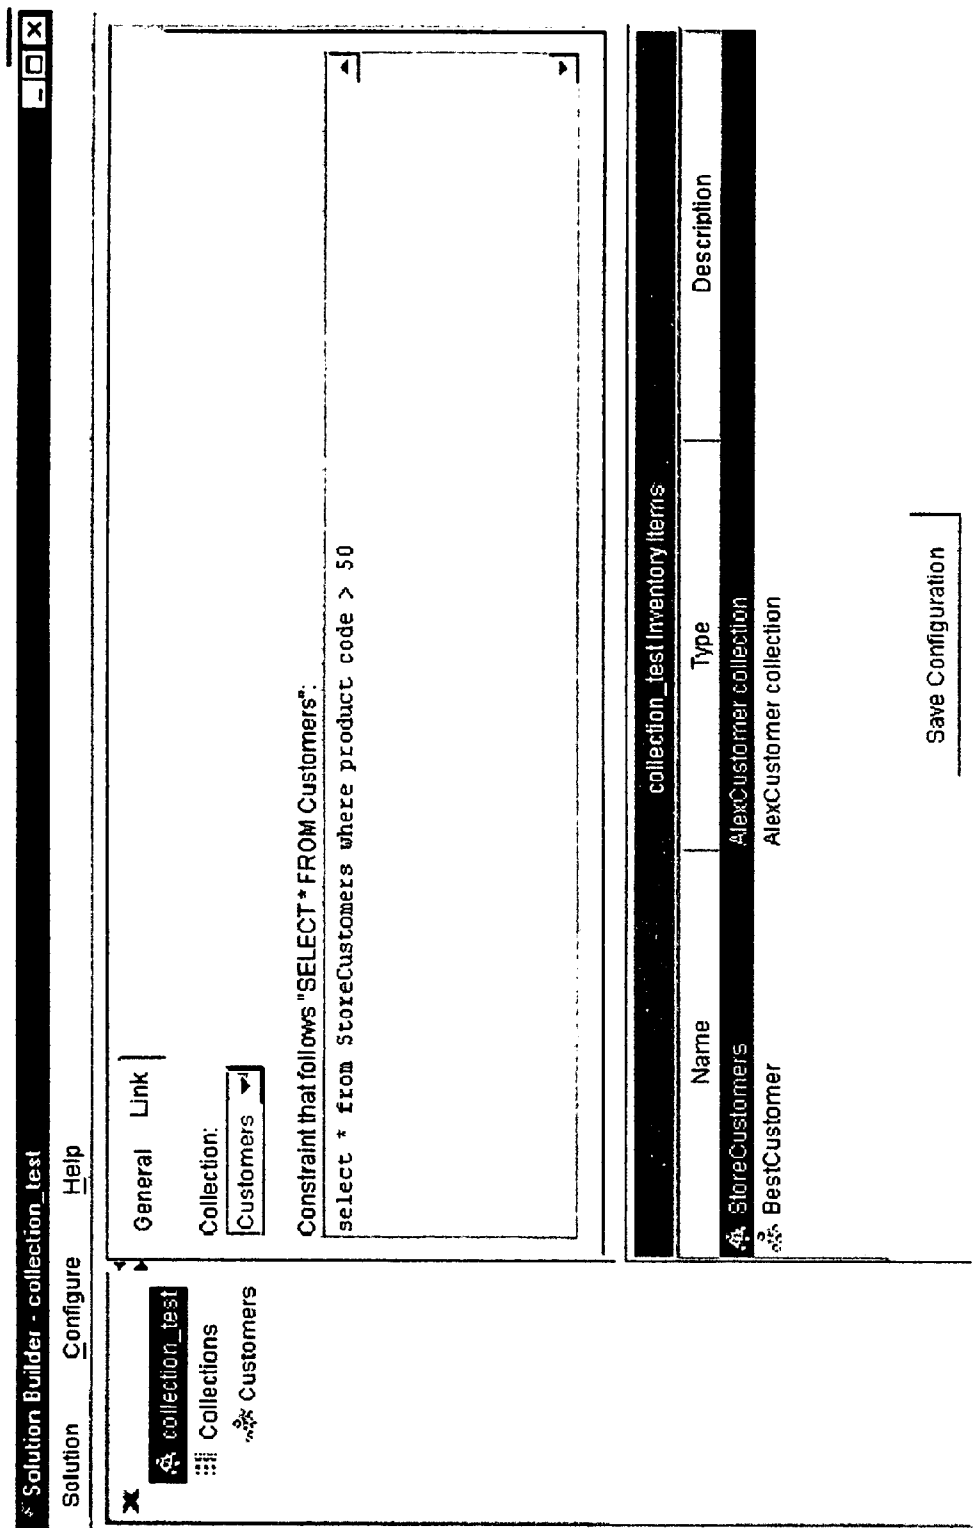 Solution Builder - collection_test
Solution Configure Help
collection_test
Collections
Customers
General Link
Collection:
Customers
Constraint that follows "SELECT * FROM Customers":
select * from StoreCustomers where product code > 50
collection_test Inventory Items
Name Type Description
StoreCustomers AlexCustomer collection
BestCustomer AlexCustomer collection
Save Configuration